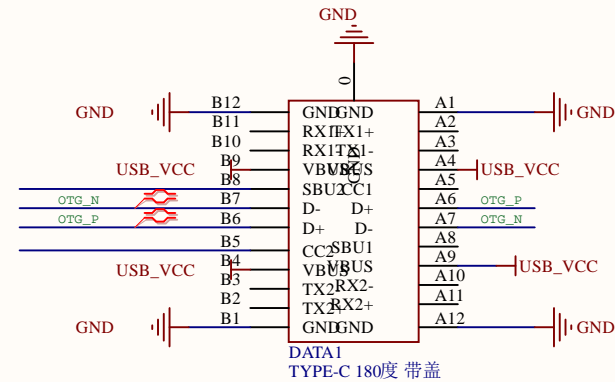 GND
0
GND B12 GND GND A1 GND
B11 RX1+ TX1+ A2
B10 RX1- TX1- A3
USB_VCC B9 VBUS VBUS A4 USB_VCC
B8 SBU2 CC1 A5
OTG_N B7 D- D+ A6 OTG_P
OTG_P B6 D+ D- A7 OTG_N
B5 CC2 SBU1 A8
USB_VCC B4 VBUS VBUS A9 USB_VCC
B3 TX2- RX2- A10
B2 TX2+ RX2+ A11
GND B1 GND GND A12 GND
GND
DATA1
TYPE-C 180度 带盖